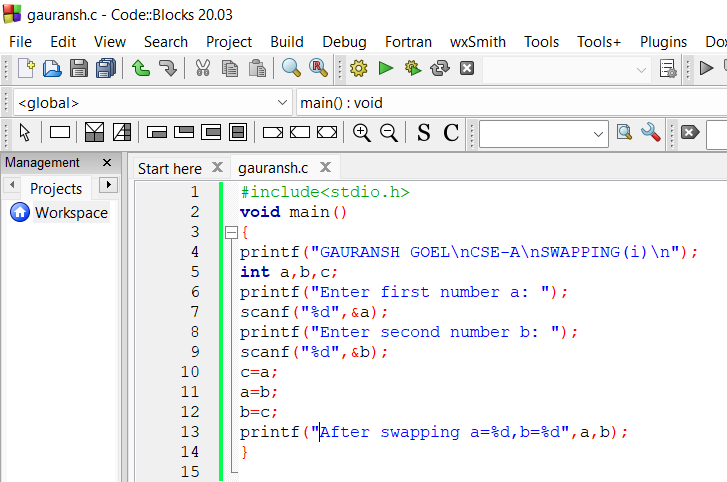 gauransh.c - Code::Blocks 20.03
File Edit View Search Project Build Debug Fortran wxSmith Tools Tools+ Plugins Dox
<global> main() : void
S C
Management
Start here gauransh.c
Projects
Workspace
1 #include<stdio.h>
2 void main()
3 {
4 printf("GAURANSH GOEL\nCSE-A\nSWAPPING(i)\n");
5 int a,b,c;
6 printf("Enter first number a: ");
7 scanf("%d",&a);
8 printf("Enter second number b: ");
9 scanf("%d",&b);
10 c=a;
11 a=b;
12 b=c;
13 printf("After swapping a=%d,b=%d",a,b);
14 }
15